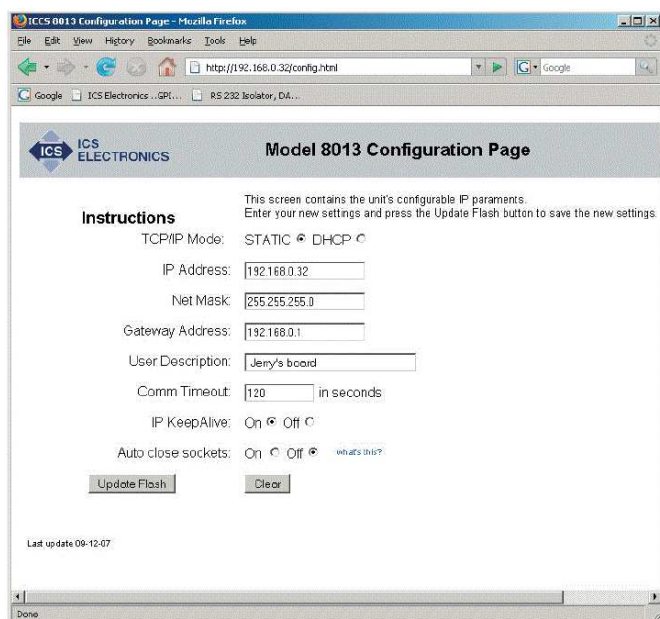 ICCS 8013 Configuration Page - Mozilla Firefox
File Edit View History Bookmarks Tools Help
http://192.168.0.32/config.html
G Google
Google ICS Electronics ..GPI... RS 232 Isolator, DA...
ICS
ICS
ELECTRONICS
Model 8013 Configuration Page
This screen contains the unit's configurable IP paraments.
Instructions
Enter your new settings and press the Update Flash button to save the new settings.
TCP/IP Mode: STATIC DHCP
IP Address: 192.168.0.32
Net Mask: 255.255.255.0
Gateway Address: 192.168.0.1
User Description: Jerry's board
Comm Timeout: 120 in seconds
IP KeepAlive: On Off
Auto close sockets: On Off what's this?
Update Flash Clear
Last update 09-12-07
Done